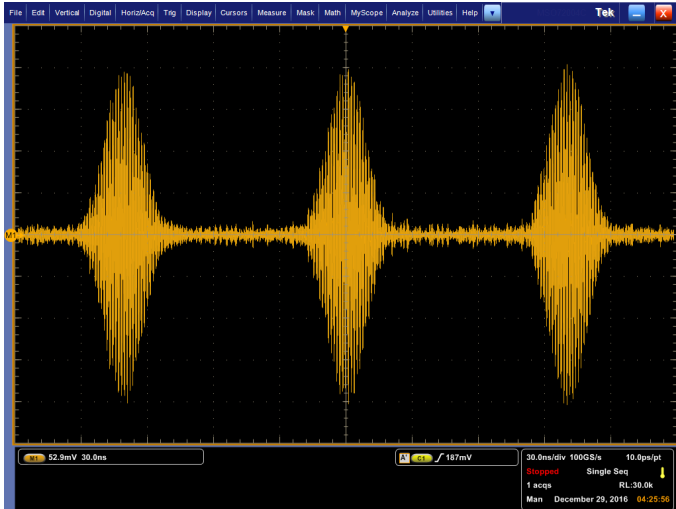 File Edit Vertical Digital Horiz/Acq Trig Display Cursors Measure Mask Math MyScope Analyze Utilities Help Tek X
M1
M1 52.9mV 30.0ns
A' C1 187mV
30.0ns/div 100GS/s 10.0ps/pt
Stopped Single Seq
1 acqs RL:30.0k
Man December 29, 2016 04:25:56